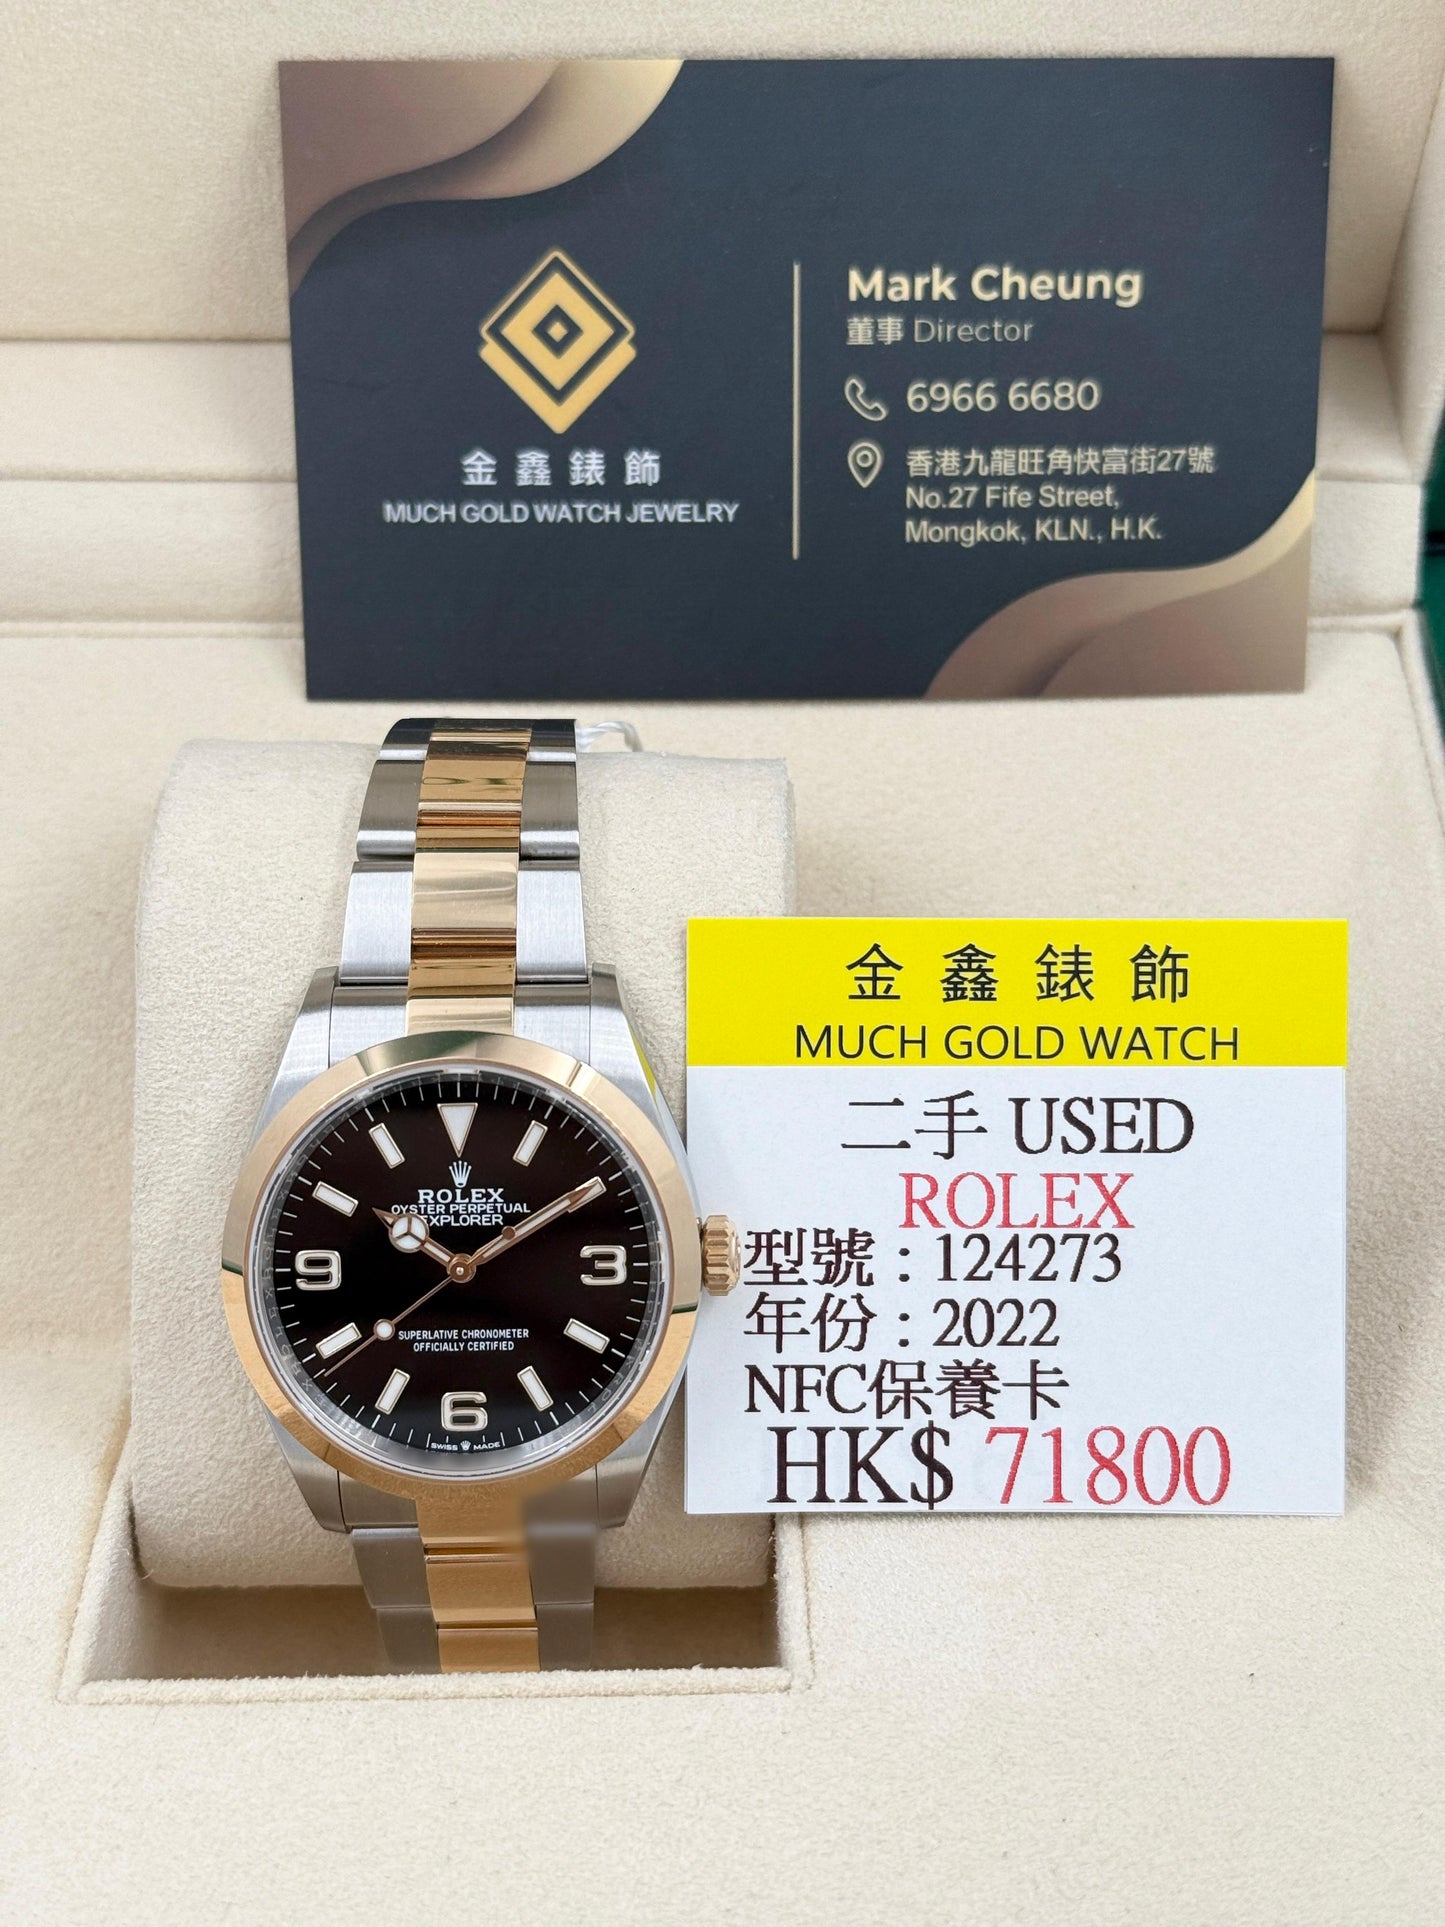 Mark Cheung
董事 Director
6966 6680
香港九龍旺角快富街27號
No.27 Fife Street,
Mongkok, KLN., H.K.
金鑫錶飾
MUCH GOLD WATCH JEWELRY
金鑫錶飾
MUCH GOLD WATCH
二手 USED
ROLEX
型號：124273
年份：2022
NFC保養卡
HK$ 71800
ROLEX
OYSTER PERPETUAL
EXPLORER
9
3
SUPERLATIVE CHRONOMETER
OFFICIALLY CERTIFIED
6
SWISS MADE